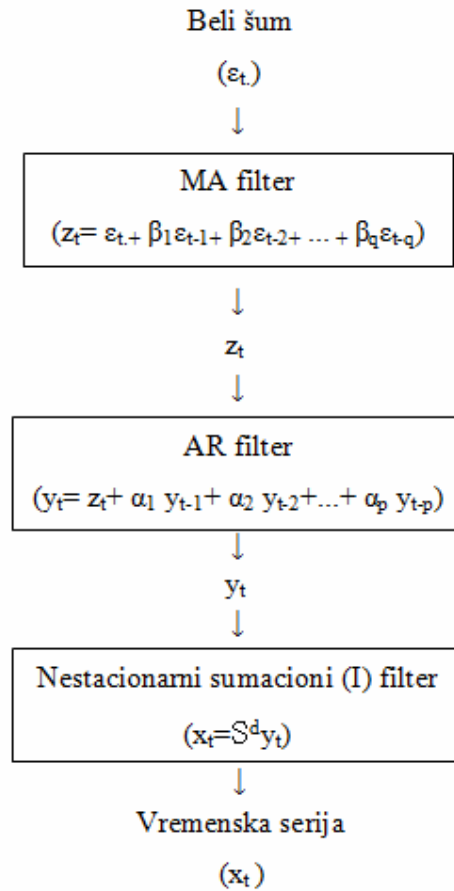 Beli šum
(εt.)
↓
MA filter
(zt= εt.+ β1εt-1+ β2εt-2+ ... + βqεt-q)
↓
zt
↓
AR filter
(yt= zt+ α1 yt-1+ α2 yt-2+...+ αp yt-p)
↓
yt
↓
Nestacionarni sumacioni (I) filter
(xt=𝕊dyt)
↓
Vremenska serija
(xt )